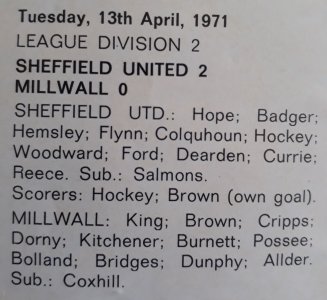 Tuesday, 13th April, 1971
LEAGUE DIVISION 2
SHEFFIELD UNITED 2
MILLWALL 0
SHEFFIELD UTD.: Hope; Badger;
Hemsley; Flynn; Colquhoun; Hockey;
Woodward; Ford; Dearden; Currie;
Reece. Sub.: Salmons.
Scorers: Hockey; Brown (own goal).
MILLWALL: King; Brown; Cripps;
Dorny; Kitchener; Burnett; Possee;
Bolland; Bridges; Dunphy; Allder.
Sub.: Coxhill.